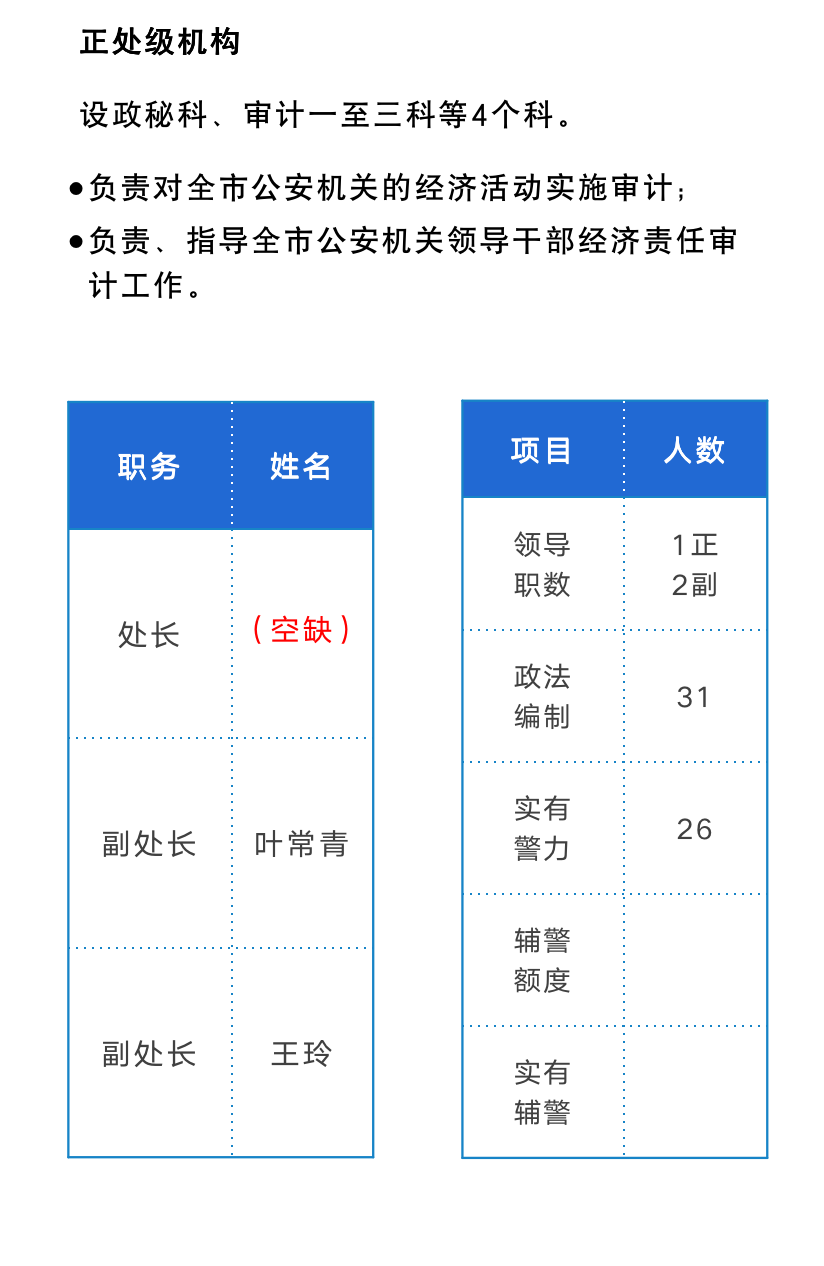 正处级机构
设政秘科、审计一至三科等4个科。
●负责对全市公安机关的经济活动实施审计；
●负责、指导全市公安机关领导干部经济责任审
计工作。
职务 姓名
处长 （空缺）
副处长 叶常青
副处长 王玲
项目 人数
领导 1正
职数 2副
政法
编制 31
实有
警力 26
辅警
额度
实有
辅警